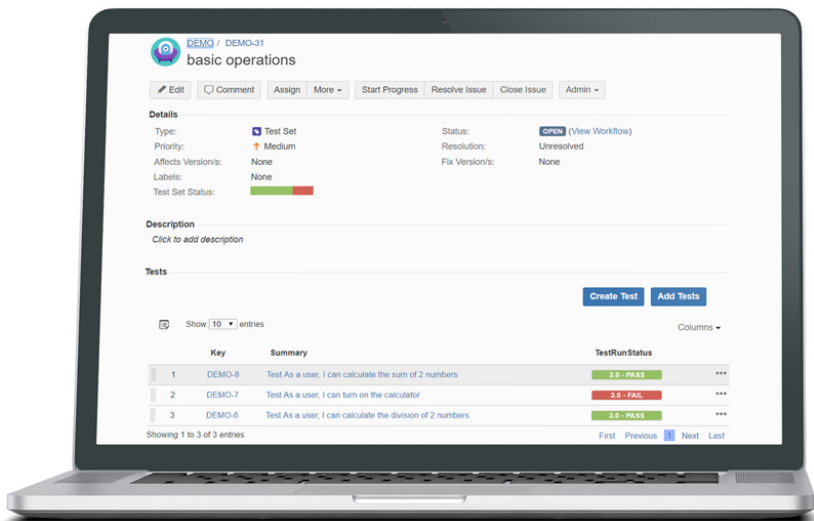 DEMO / DEMO-31
basic operations
Edit Comment Assign More Start Progress Resolve Issue Close Issue Admin
Details
Type: Test Set Status: OPEN (View Workflow)
Priority: Medium Resolution: Unresolved
Affects Version/s: None Fix Version/s: None
Labels: None
Test Set Status:
Description
Click to add description
Tests
Create Test Add Tests
Show 10 entries
Columns
Key Summary TestRunStatus
1 DEMO-8 Test As a user, I can calculate the sum of 2 numbers 3.0 - PASS
2 DEMO-7 Test As a user, I can turn on the calculator 3.0 - FAIL
3 DEMO-6 Test As a user, I can calculate the division of 2 numbers 3.0 - PASS
Showing 1 to 3 of 3 entries First Previous 1 Next Last